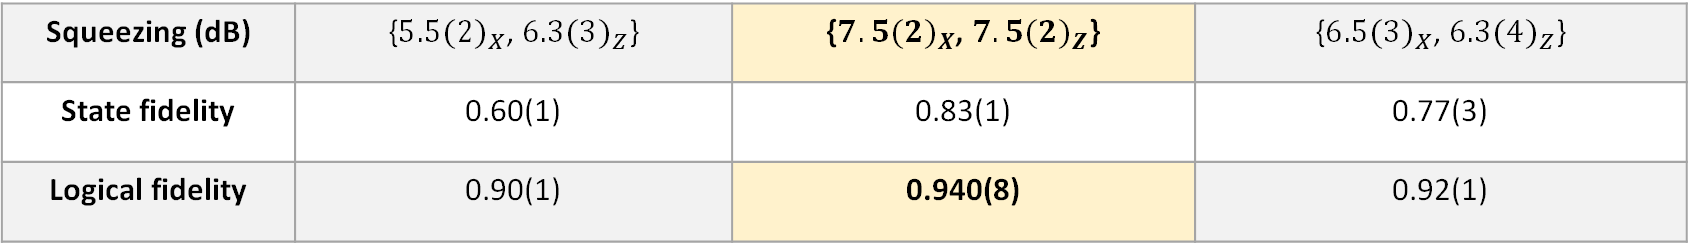 Squeezing (dB) {5.5(2)_X, 6.3(3)_Z} {7.5(2)_X, 7.5(2)_Z} {6.5(3)_X, 6.3(4)_Z}
State fidelity 0.60(1) 0.83(1) 0.77(3)
Logical fidelity 0.90(1) 0.940(8) 0.92(1)